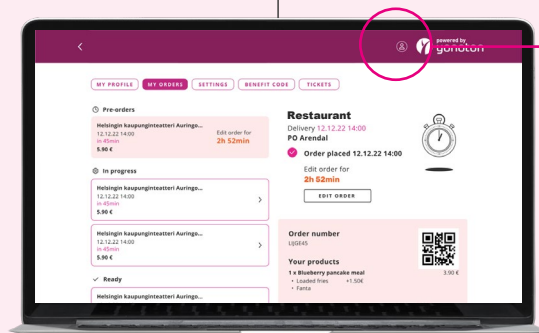 powered by
yonoton
MY PROFILE
MY ORDERS
SETTINGS
BENEFIT CODE
TICKETS
Pre-orders
Helsingin kaupunginteatteri Auringo...
12.12.22 14:00
in 45min
5.90 €
Edit order for
2h 52min
In progress
Helsingin kaupunginteatteri Auringo...
12.12.22 14:00
in 45min
5.90 €
Helsingin kaupunginteatteri Auringo...
12.12.22 14:00
in 45min
5.90 €
Ready
Helsingin kaupunginteatteri Auringo...
Restaurant
Delivery 12.12.22 14:00
PO Arendal
Order placed 12.12.22 14:00
Edit order for
2h 52min
EDIT ORDER
Order number
LIJGE45
Your products
1 x Blueberry pancake meal 3.90 €
• Loaded fries +1.50€
• Fanta